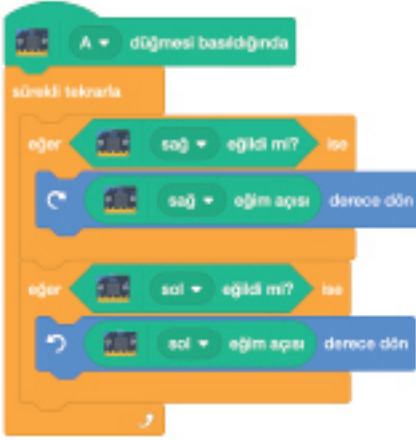 A düğmesi basıldığında
sürekli tekrarla
eğer sağ eğildi mi? ise
sağ eğim açısı derece dön
eğer sol eğildi mi? ise
sol eğim açısı derece dön